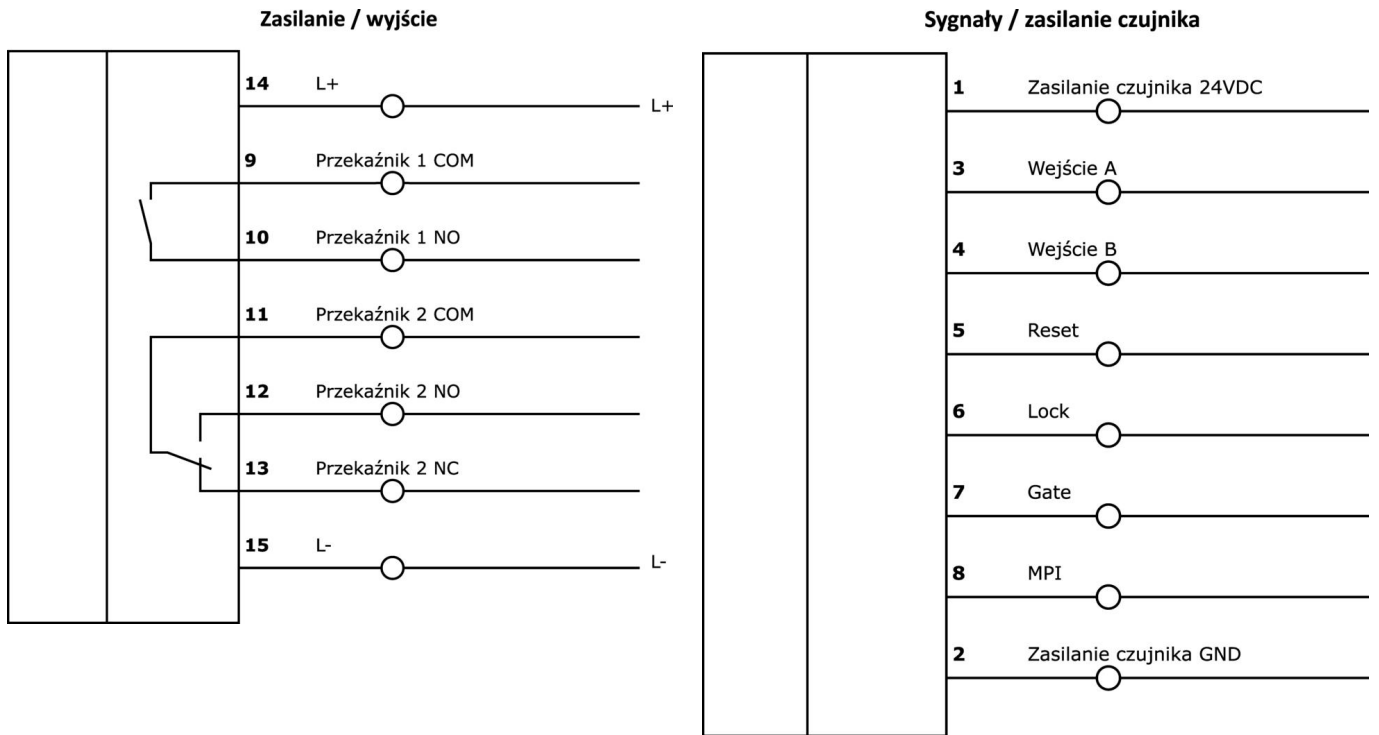 Zasilanie / wyjście
14 L+
L+
9 Przekaźnik 1 COM
10 Przekaźnik 1 NO
11 Przekaźnik 2 COM
12 Przekaźnik 2 NO
13 Przekaźnik 2 NC
15 L-
L-
Sygnały / zasilanie czujnika
1 Zasilanie czujnika 24VDC
3 Wejście A
4 Wejście B
5 Reset
6 Lock
7 Gate
8 MPI
2 Zasilanie czujnika GND